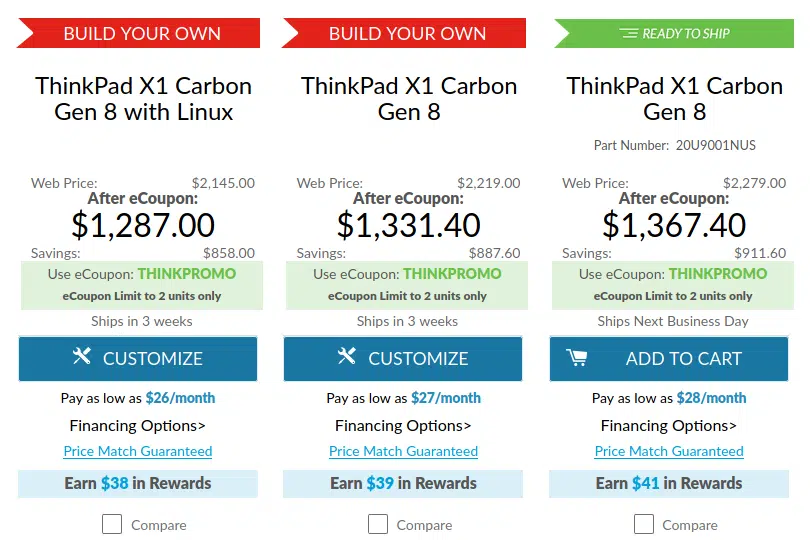 BUILD YOUR OWN
ThinkPad X1 Carbon
Gen 8 with Linux
Web Price: $2,145.00
After eCoupon:
$1,287.00
Savings: $858.00
Use eCoupon: THINKPROMO
eCoupon Limit to 2 units only
Ships in 3 weeks
CUSTOMIZE
Pay as low as $26/month
Financing Options>
Price Match Guaranteed
Earn $38 in Rewards
Compare
BUILD YOUR OWN
ThinkPad X1 Carbon
Gen 8
Web Price: $2,219.00
After eCoupon:
$1,331.40
Savings: $887.60
Use eCoupon: THINKPROMO
eCoupon Limit to 2 units only
Ships in 3 weeks
CUSTOMIZE
Pay as low as $27/month
Financing Options>
Price Match Guaranteed
Earn $39 in Rewards
Compare
READY TO SHIP
ThinkPad X1 Carbon
Gen 8
Part Number: 20U9001NUS
Web Price: $2,279.00
After eCoupon:
$1,367.40
Savings: $911.60
Use eCoupon: THINKPROMO
eCoupon Limit to 2 units only
Ships Next Business Day
ADD TO CART
Pay as low as $28/month
Financing Options>
Price Match Guaranteed
Earn $41 in Rewards
Compare